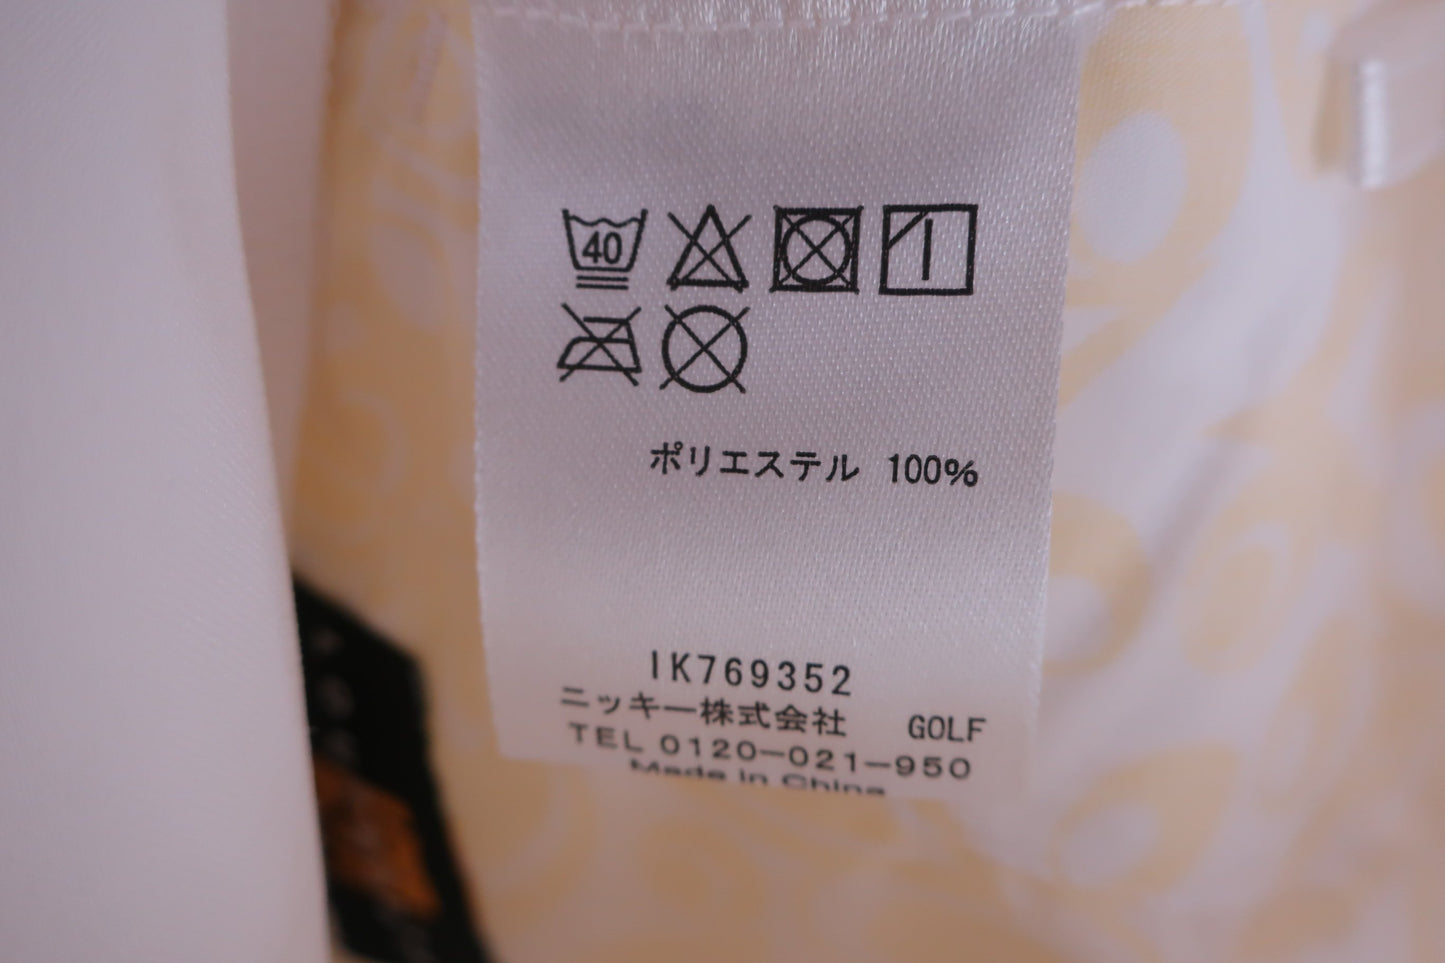 40
ポリエステル 100%
IK769352
ニッキー株式会社 GOLF
TEL 0120-021-950
Made in China